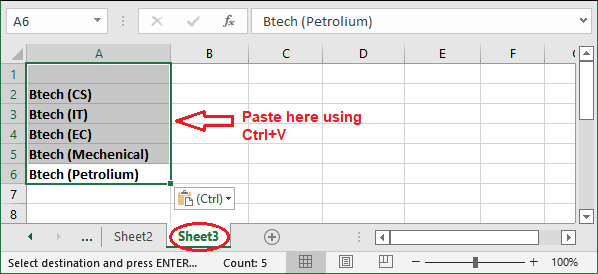 A6
fx
Btech (Petrolium)
A B C D E F
1
2 Btech (CS)
3 Btech (IT) Paste here using
4 Btech (EC) Ctrl+V
5 Btech (Mechenical)
6 Btech (Petrolium)
7 (Ctrl)
8
... Sheet2 Sheet3
Select destination and press ENTER... Count: 5 100%